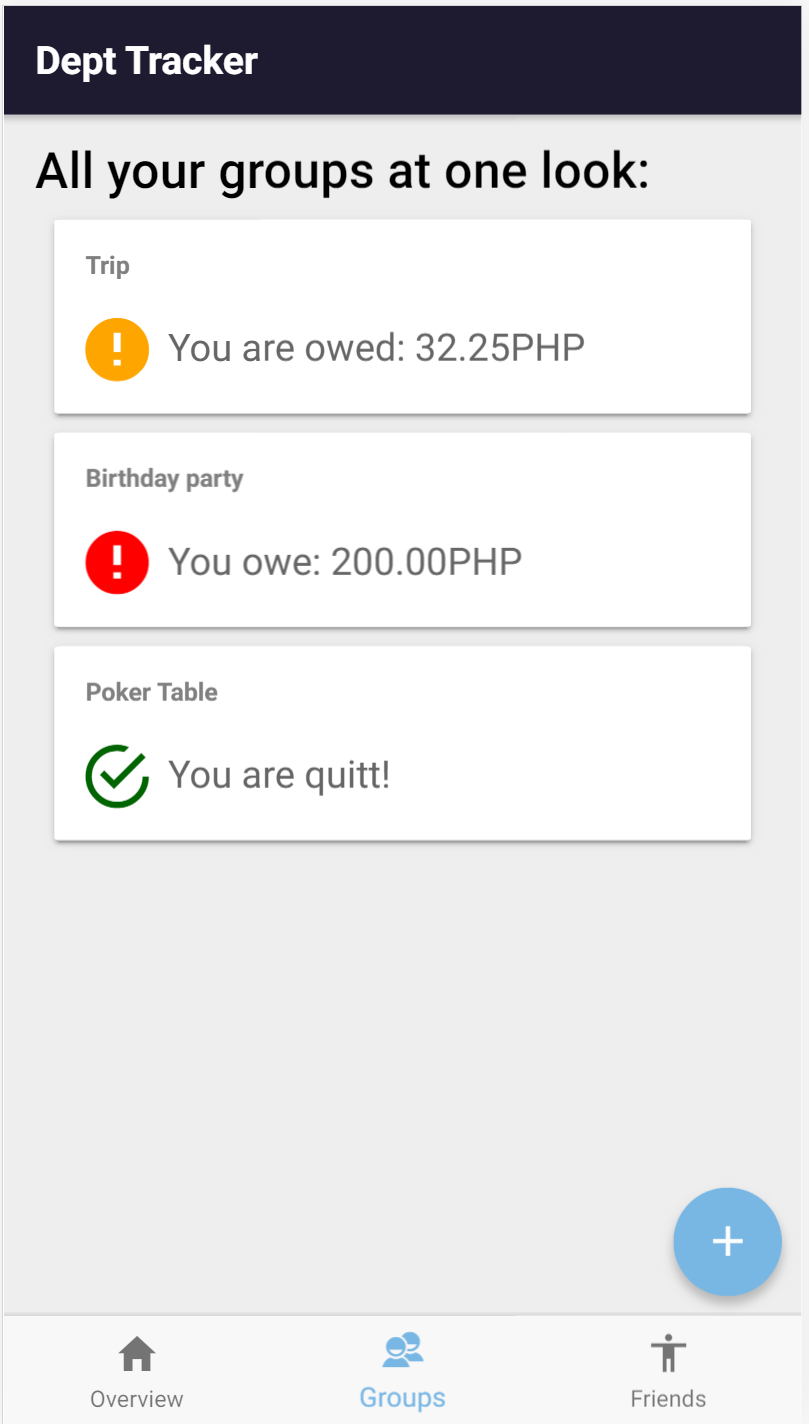 Dept Tracker
All your groups at one look:
Trip
You are owed: 32.25PHP
Birthday party
You owe: 200.00PHP
Poker Table
You are quitt!
Overview
Groups
Friends